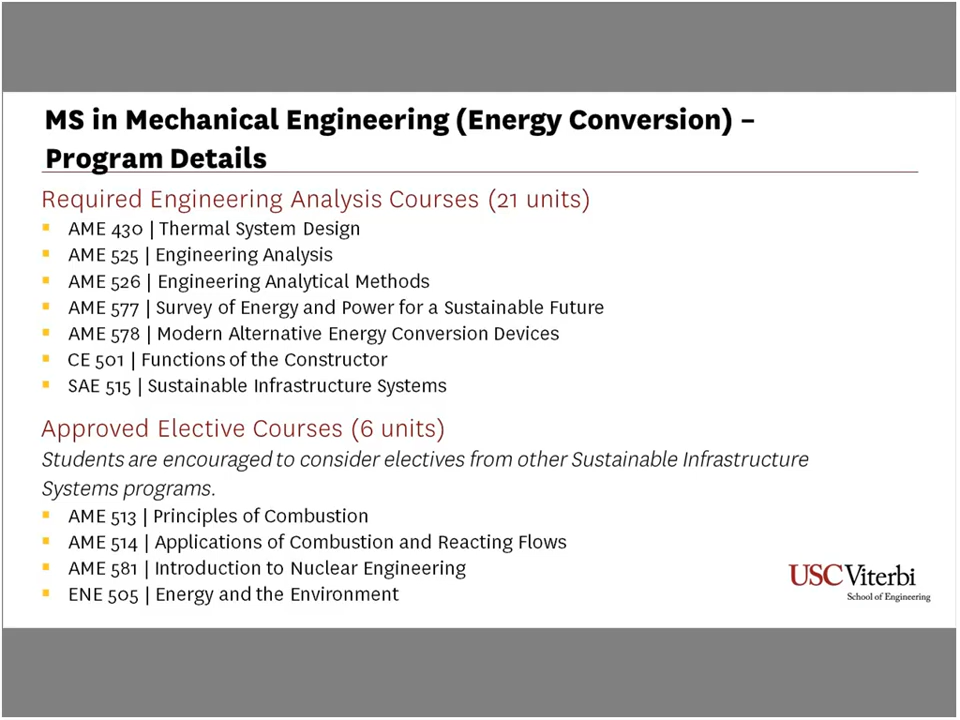 MS in Mechanical Engineering (Energy Conversion) –
Program Details
Required Engineering Analysis Courses (21 units)
▪ AME 430 | Thermal System Design
▪ AME 525 | Engineering Analysis
▪ AME 526 | Engineering Analytical Methods
▪ AME 577 | Survey of Energy and Power for a Sustainable Future
▪ AME 578 | Modern Alternative Energy Conversion Devices
▪ CE 501 | Functions of the Constructor
▪ SAE 515 | Sustainable Infrastructure Systems
Approved Elective Courses (6 units)
Students are encouraged to consider electives from other Sustainable Infrastructure
Systems programs.
▪ AME 513 | Principles of Combustion
▪ AME 514 | Applications of Combustion and Reacting Flows
▪ AME 581 | Introduction to Nuclear Engineering
▪ ENE 505 | Energy and the Environment
USC Viterbi
School of Engineering